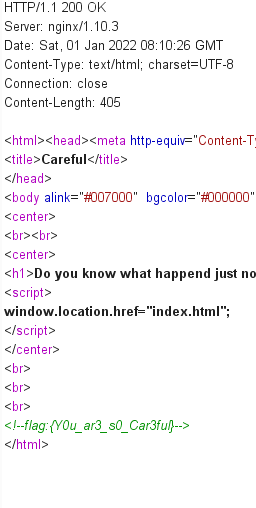 HTTP/1.1 200 OK
Server: nginx/1.10.3
Date: Sat, 01 Jan 2022 08:10:26 GMT
Content-Type: text/html; charset=UTF-8
Connection: close
Content-Length: 405

<html><head><meta http-equiv="Content-Ty
<title>Careful</title>
</head>
<body alink="#007000" bgcolor="#000000"
<center>
<br><br>
<center>
<h1>Do you know what happend just no
<script>
window.location.href="index.html";
</script>
</center>
<br>
<br>
<br>
<!--flag:{Y0u_ar3_s0_Car3ful}-->
</html>